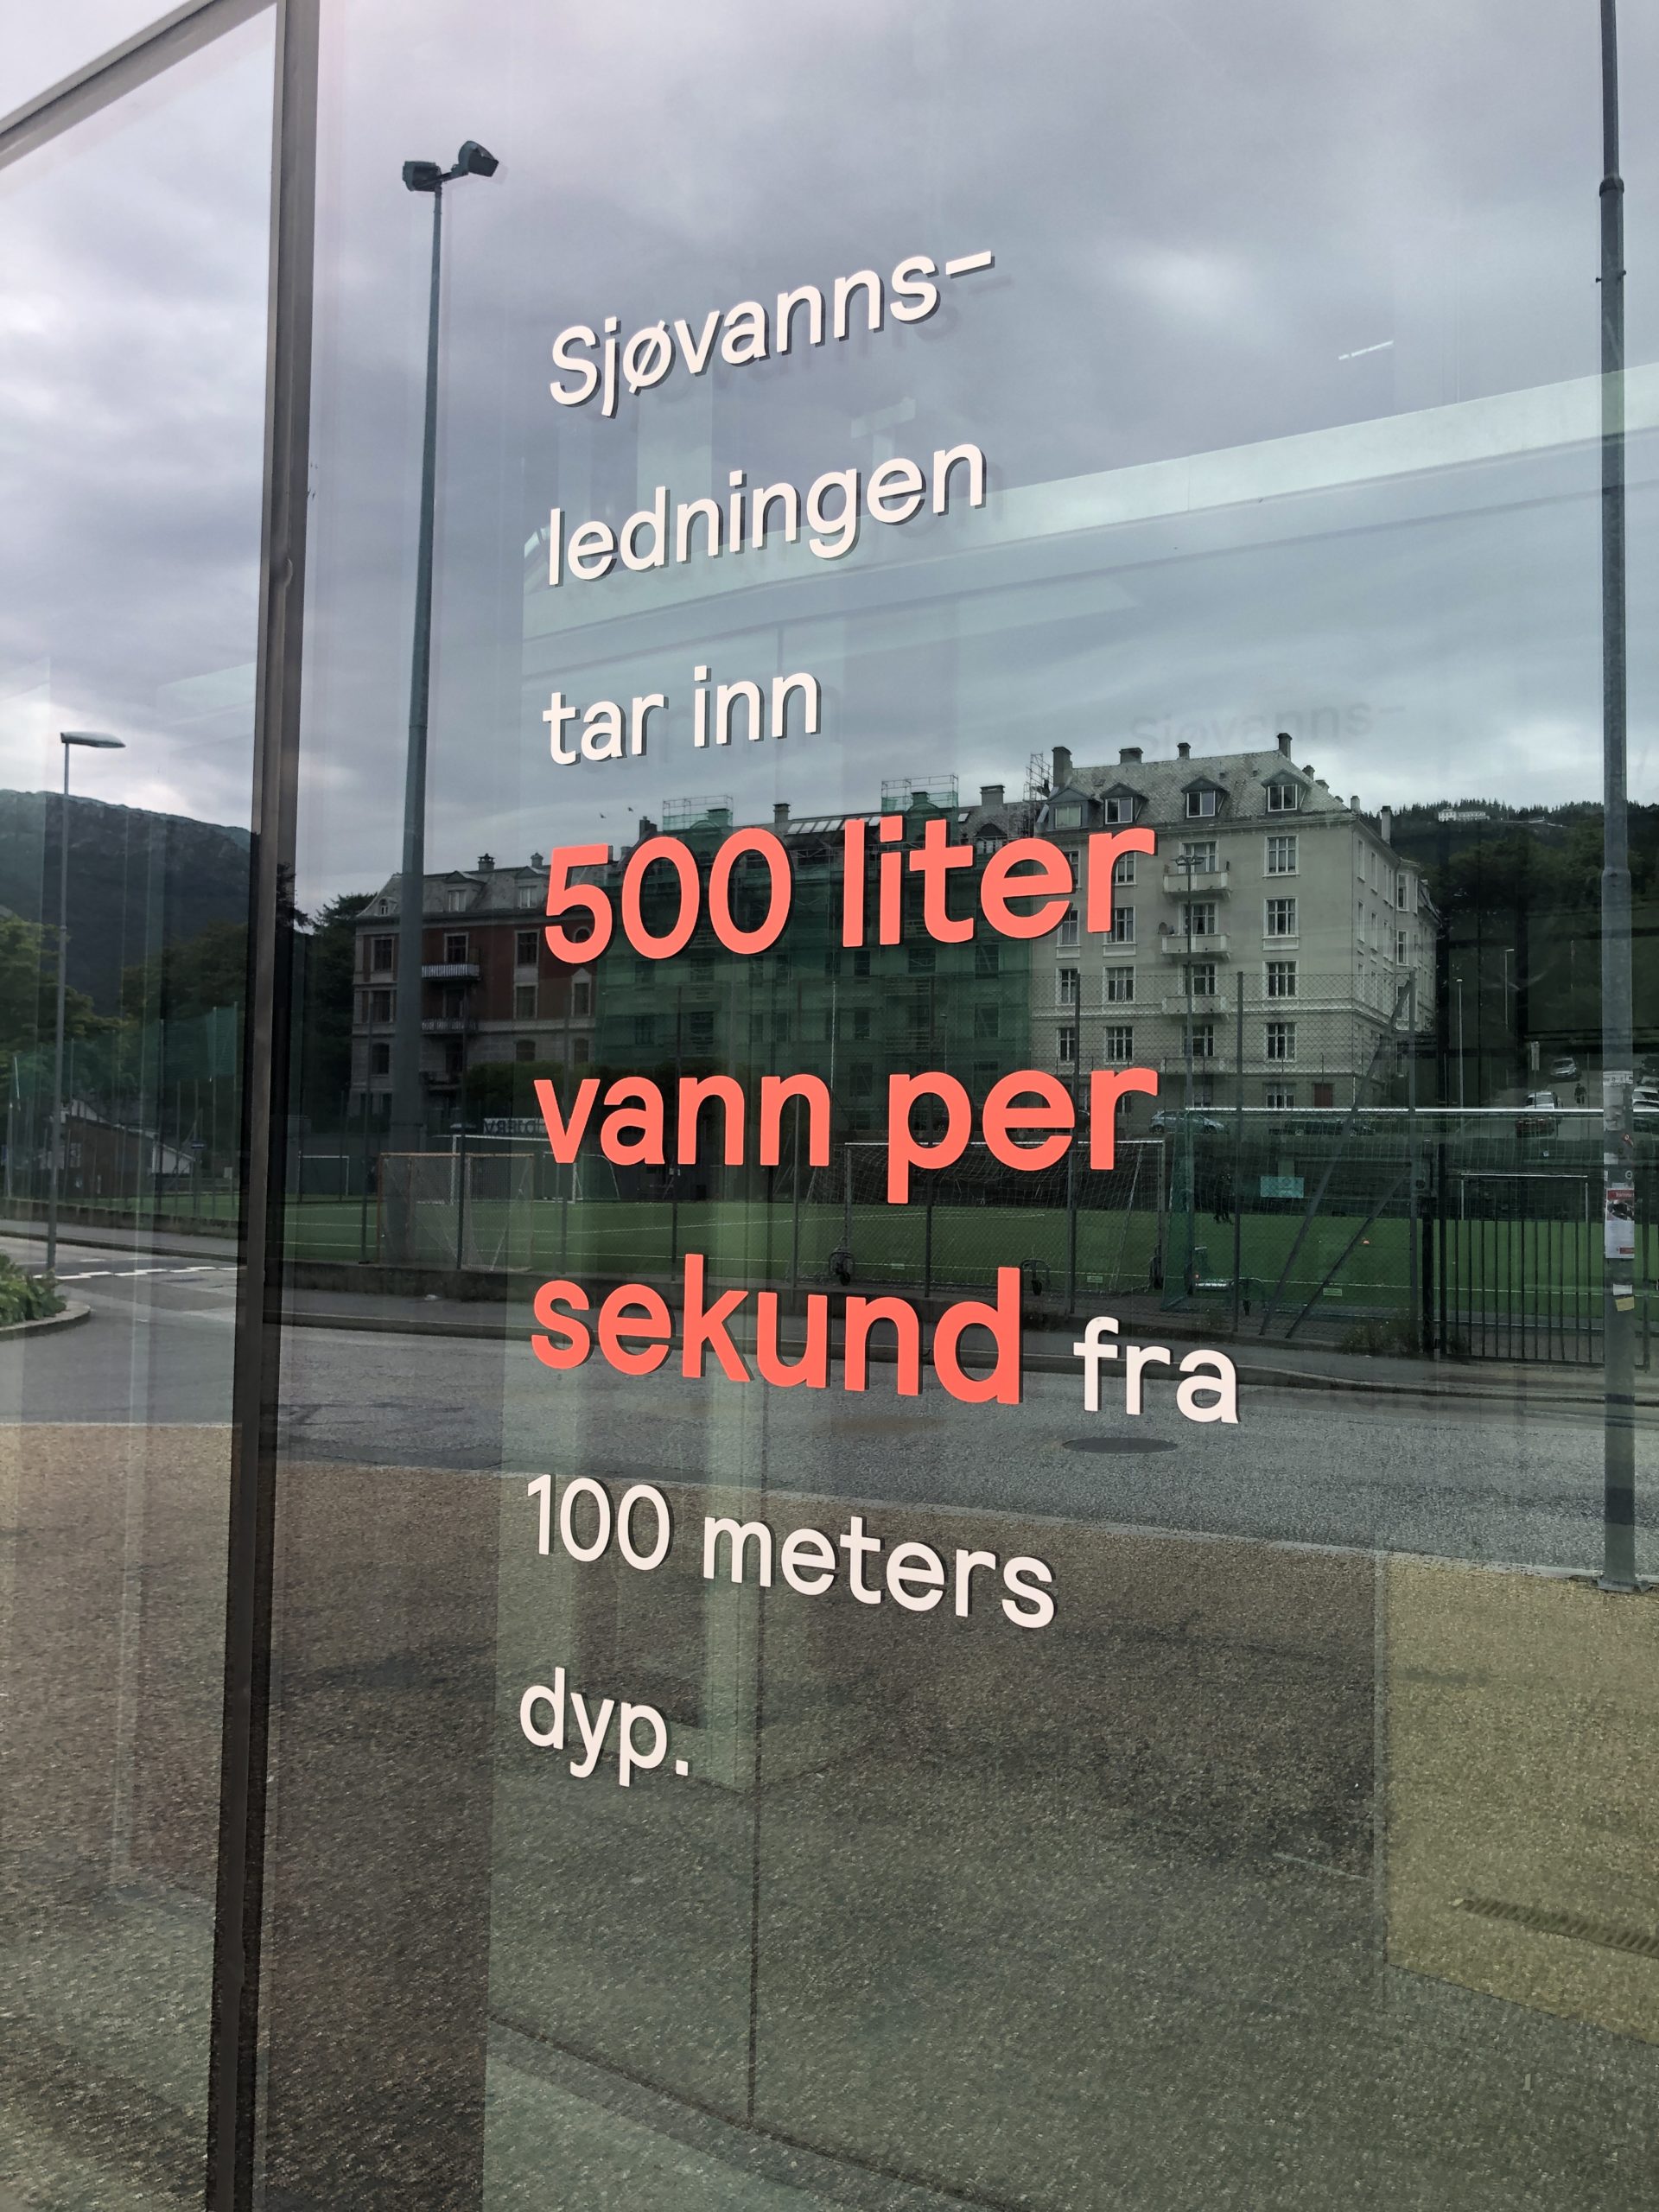 Sjøvanns-
ledningen
tar inn
500 liter
vann per
sekund fra
100 meters
dyp.